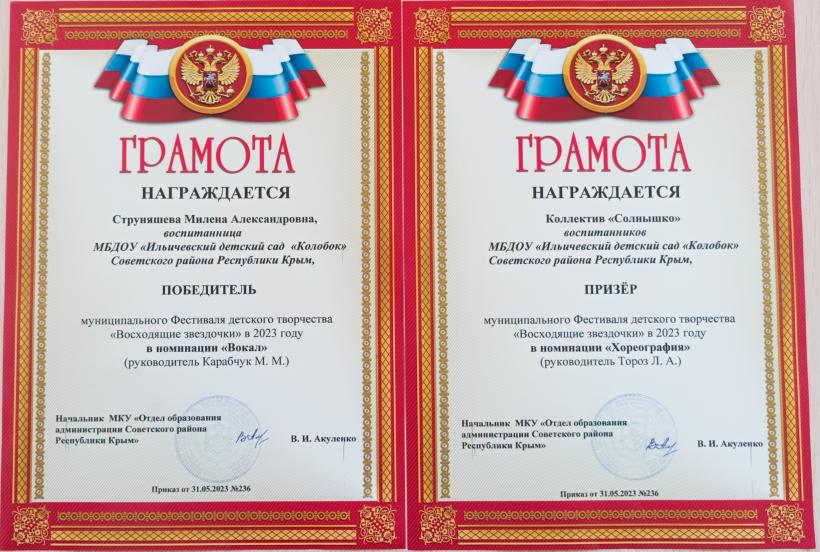 ГРАМОТА
НАГРАЖДАЕТСЯ
Струняшева Милена Александровна,
воспитанница
МБДОУ «Ильичевский детский сад «Колобок»
Советского района Республики Крым,
ПОБЕДИТЕЛЬ
муниципального Фестиваля детского творчества
«Восходящие звездочки» в 2023 году
в номинации «Вокал»
(руководитель Карабчук М. М.)
Начальник МКУ «Отдел образования
администрации Советского района
Республики Крым»
В. И. Акуленко
Приказ от 31.05.2023 №236
ГРАМОТА
НАГРАЖДАЕТСЯ
Коллектив «Солнышко»
воспитанников
МБДОУ «Ильичевский детский сад «Колобок»
Советского района Республики Крым,
ПРИЗЁР
муниципального Фестиваля детского творчества
«Восходящие звездочки» в 2023 году
в номинации «Хореография»
(руководитель Тороз Л. А.)
Начальник МКУ «Отдел образования
администрации Советского района
Республики Крым»
В. И. Акуленко
Приказ от 31.05.2023 №236